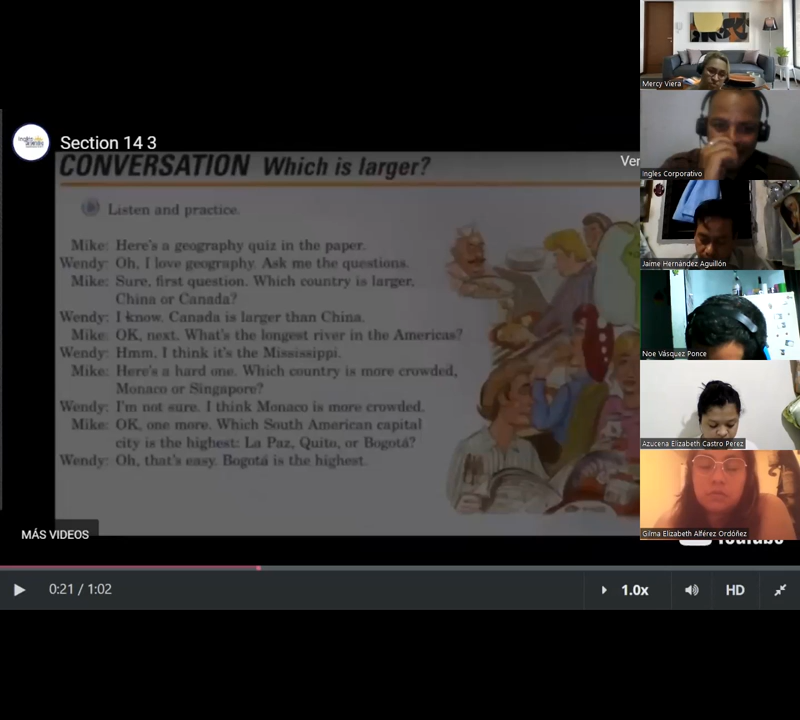 Section 14 3
CONVERSATION Which is larger?
Listen and practice.
Mike: Here's a geography quiz in the paper.
Wendy: Oh, I love geography. Ask me the questions.
Mike: Sure, first question. Which country is larger,
China or Canada?
Wendy: I know. Canada is larger than China.
Mike: OK, next. What's the longest river in the Americas?
Wendy: Hmm, I think it's the Mississippi.
Mike: Here's a hard one. Which country is more crowded,
Monaco or Singapore?
Wendy: I'm not sure. I think Monaco is more crowded.
Mike: OK, one more. Which South American capital
city is the highest: La Paz, Quito, or Bogotá?
Wendy: Oh, that's easy. Bogotá is the highest.
MÁS VIDEOS
0:21 / 1:02
1.0x
HD
Ver
Mercy Viera
Ingles Corporativo
Jaime Hernández Aguillón
Noe Vásquez Ponce
Azucena Elizabeth Castro Perez
Gilma Elizabeth Alférez Ordóñez